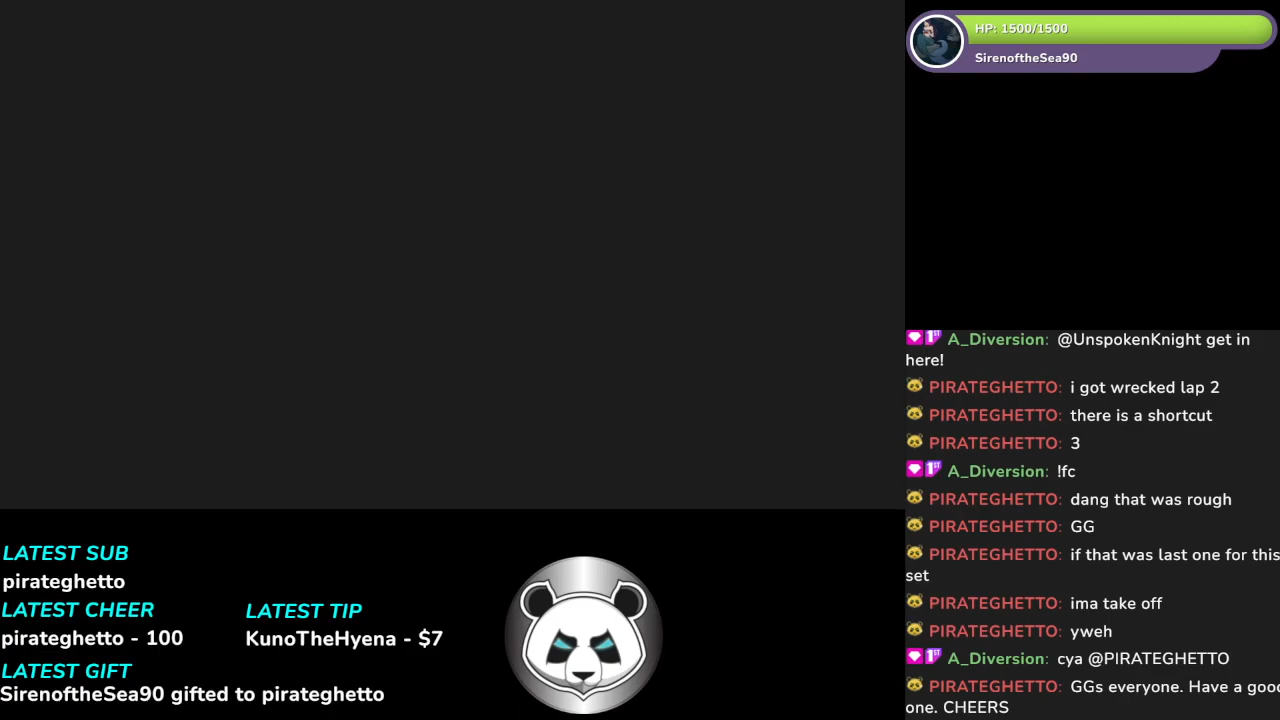 HP: 1500/1500
SirenoftheSea90
A_Diversion: @UnspokenKnight get in
here!
PIRATEGHETTO: i got wrecked lap 2
PIRATEGHETTO: there is a shortcut
PIRATEGHETTO: 3
A_Diversion: !fc
PIRATEGHETTO: dang that was rough
PIRATEGHETTO: GG
PIRATEGHETTO: if that was last one for this
set
PIRATEGHETTO: ima take off
PIRATEGHETTO: yweh
A_Diversion: cya @PIRATEGHETTO
PIRATEGHETTO: GGs everyone. Have a good
one. CHEERS
LATEST SUB
pirateghetto
LATEST CHEER
pirateghetto - 100
LATEST TIP
KunoTheHyena - $7
LATEST GIFT
SirenoftheSea90 gifted to pirateghetto